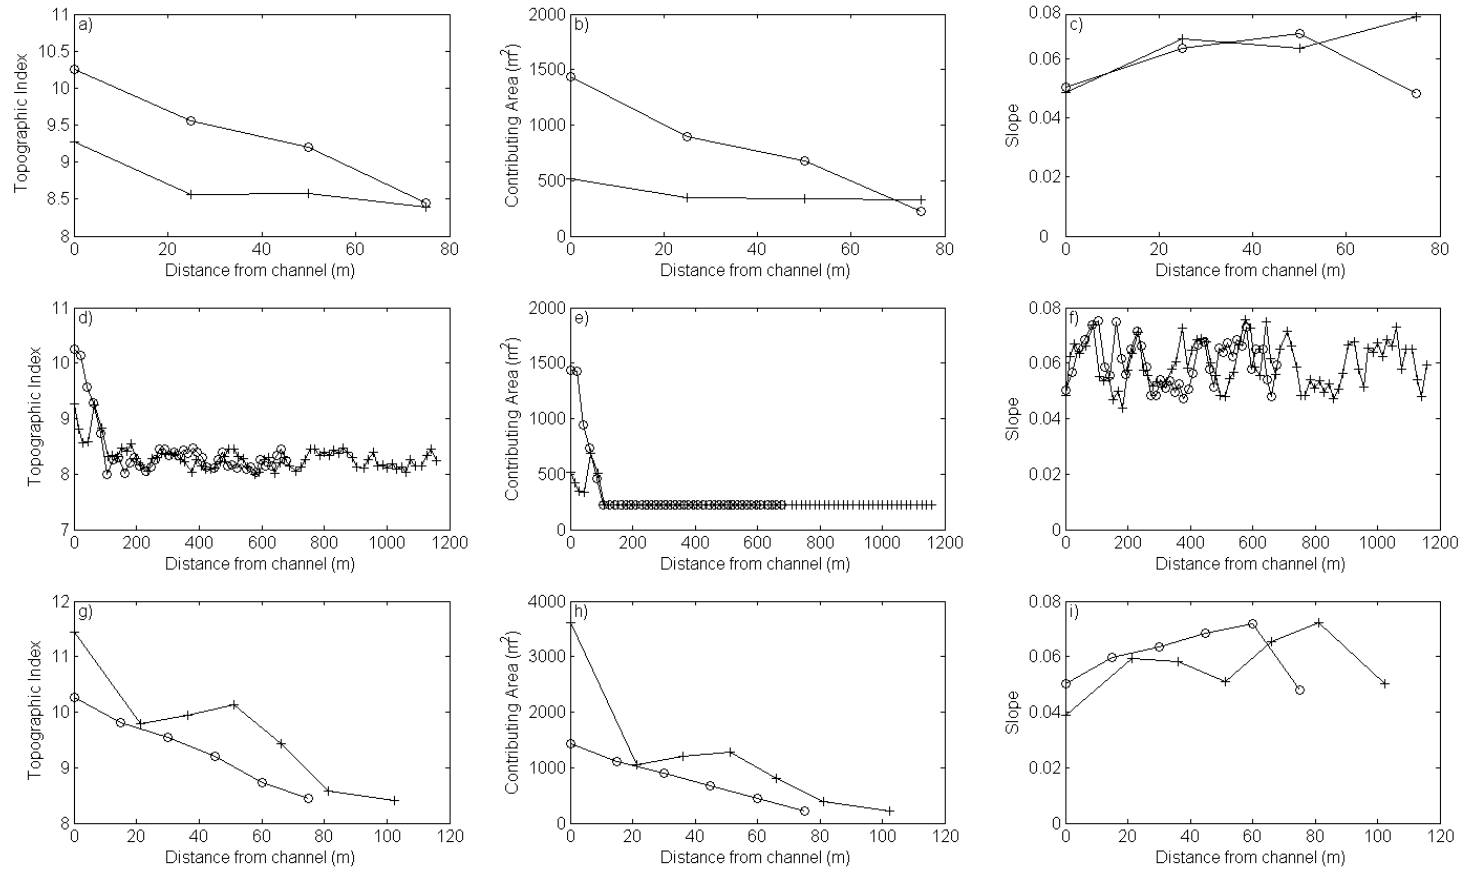 a)
11
10.5
10
9.5
9
8.5
8
0 20 40 60 80
Topographic Index
Distance from channel (m)
b)
2000
1500
1000
500
0
0 20 40 60 80
Contributing Area (m²)
Distance from channel (m)
c)
0.08
0.06
0.04
0.02
0
0 20 40 60 80
Slope
Distance from channel (m)
d)
11
10
9
8
7
0 200 400 600 800 1000 1200
Topographic Index
Distance from channel (m)
e)
2000
1500
1000
500
0
0 200 400 600 800 1000 1200
Contributing Area (m²)
Distance from channel (m)
f)
0.08
0.06
0.04
0.02
0
0 200 400 600 800 1000 1200
Slope
Distance from channel (m)
g)
12
11
10
9
8
0 20 40 60 80 100 120
Topographic Index
Distance from channel (m)
h)
4000
3000
2000
1000
0
0 20 40 60 80 100 120
Contributing Area (m²)
Distance from channel (m)
i)
0.08
0.06
0.04
0.02
0
0 20 40 60 80 100 120
Slope
Distance from channel (m)